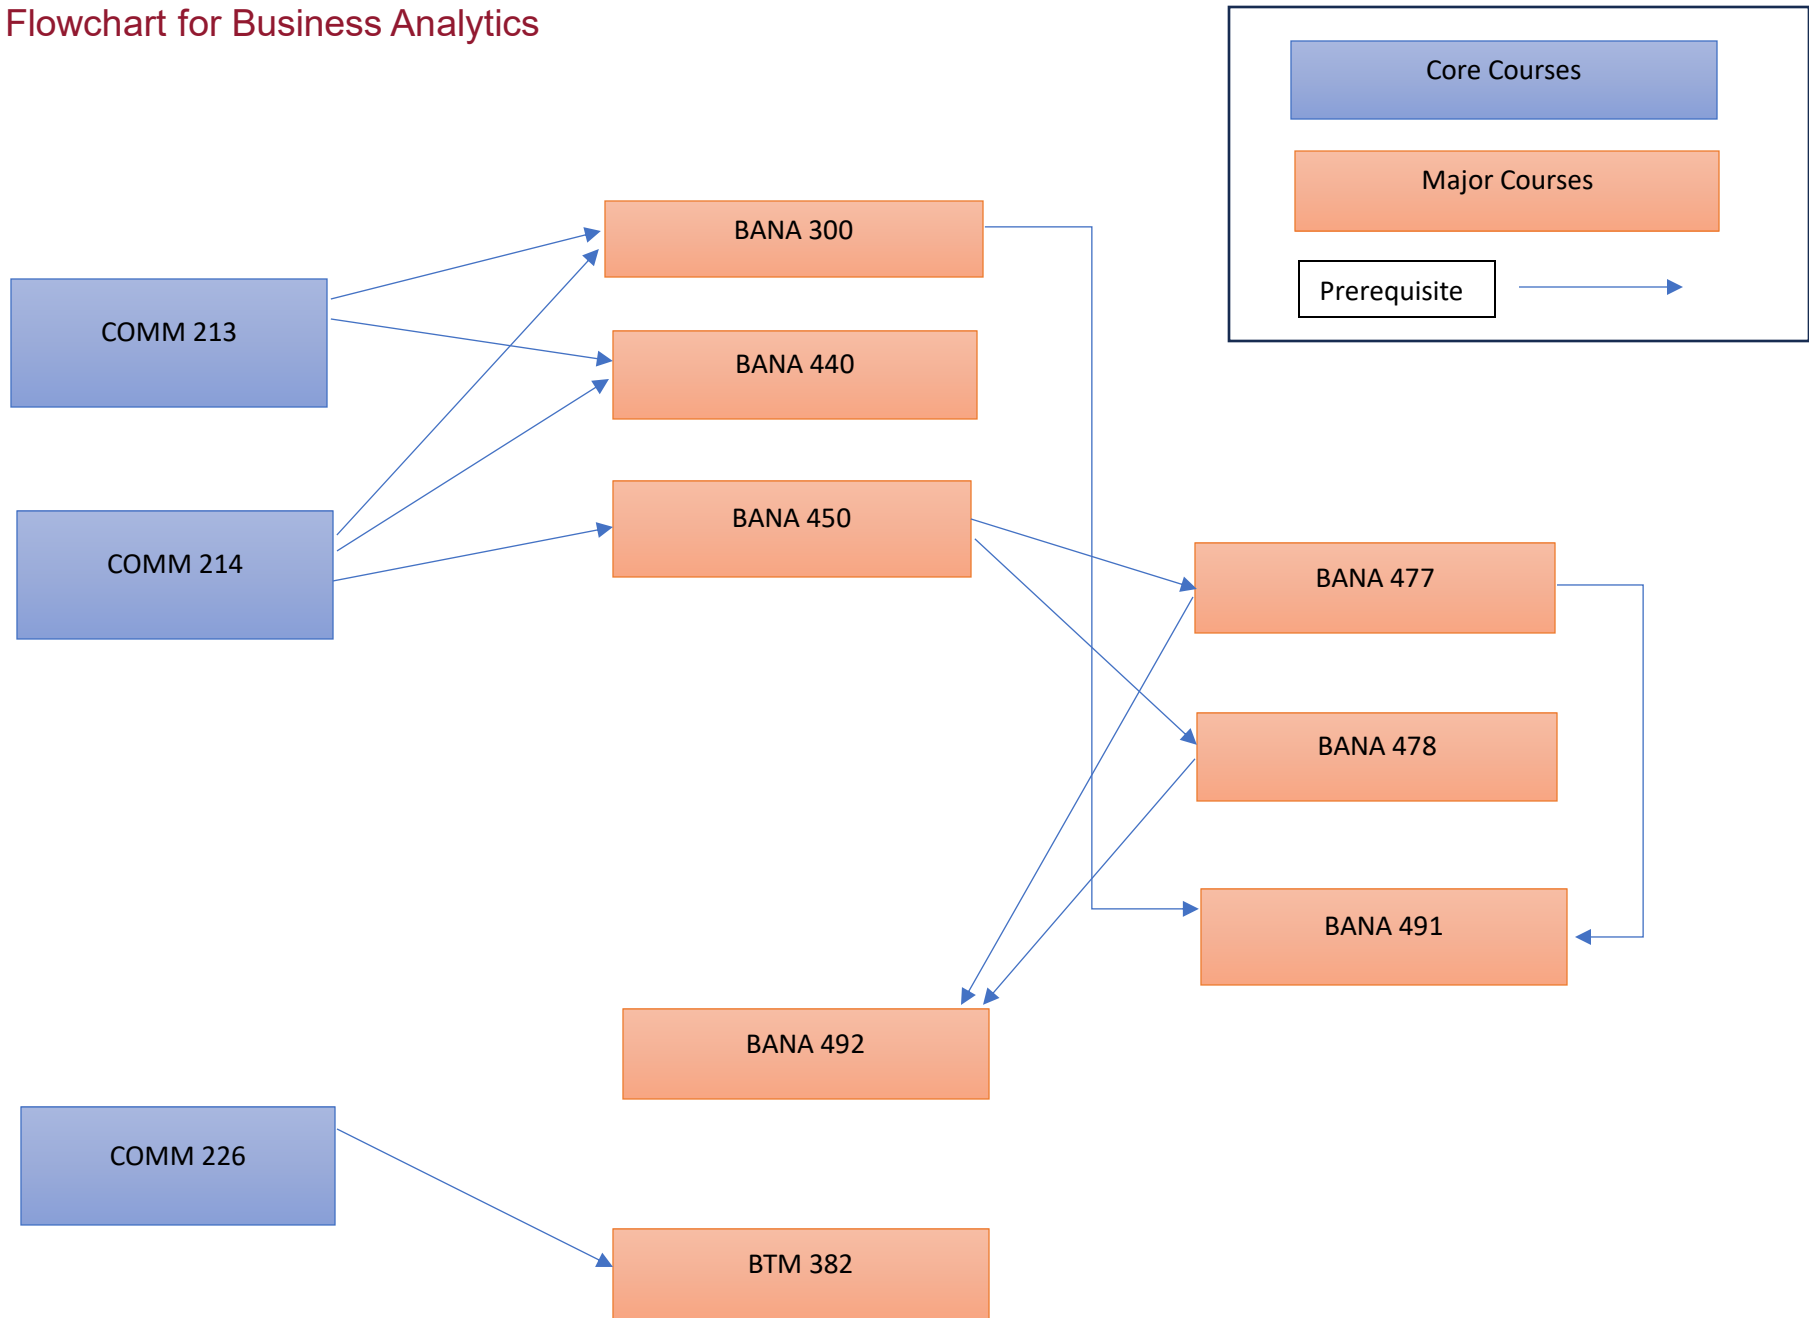 Flowchart for Business Analytics
Core Courses
Major Courses
Prerequisite
BANA 300
COMM 213
BANA 440
BANA 450
COMM 214
BANA 477
BANA 478
BANA 491
BANA 492
COMM 226
BTM 382